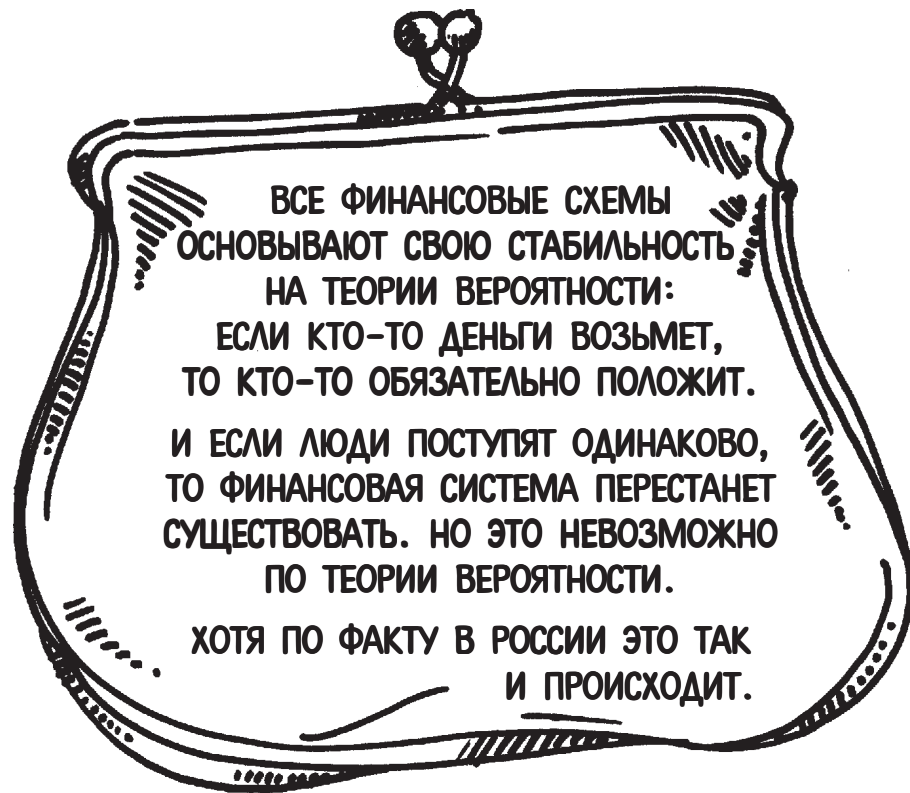 ВСЕ ФИНАНСОВЫЕ СХЕМЫ
ОСНОВЫВАЮТ СВОЮ СТАБИЛЬНОСТЬ
НА ТЕОРИИ ВЕРОЯТНОСТИ:
ЕСЛИ КТО-ТО ДЕНЬГИ ВОЗЬМЕТ,
ТО КТО-ТО ОБЯЗАТЕЛЬНО ПОЛОЖИТ.
И ЕСЛИ ЛЮДИ ПОСТУПЯТ ОДИНАКОВО,
ТО ФИНАНСОВАЯ СИСТЕМА ПЕРЕСТАНЕТ
СУЩЕСТВОВАТЬ. НО ЭТО НЕВОЗМОЖНО
ПО ТЕОРИИ ВЕРОЯТНОСТИ.
ХОТЯ ПО ФАКТУ В РОССИИ ЭТО ТАК
И ПРОИСХОДИТ.